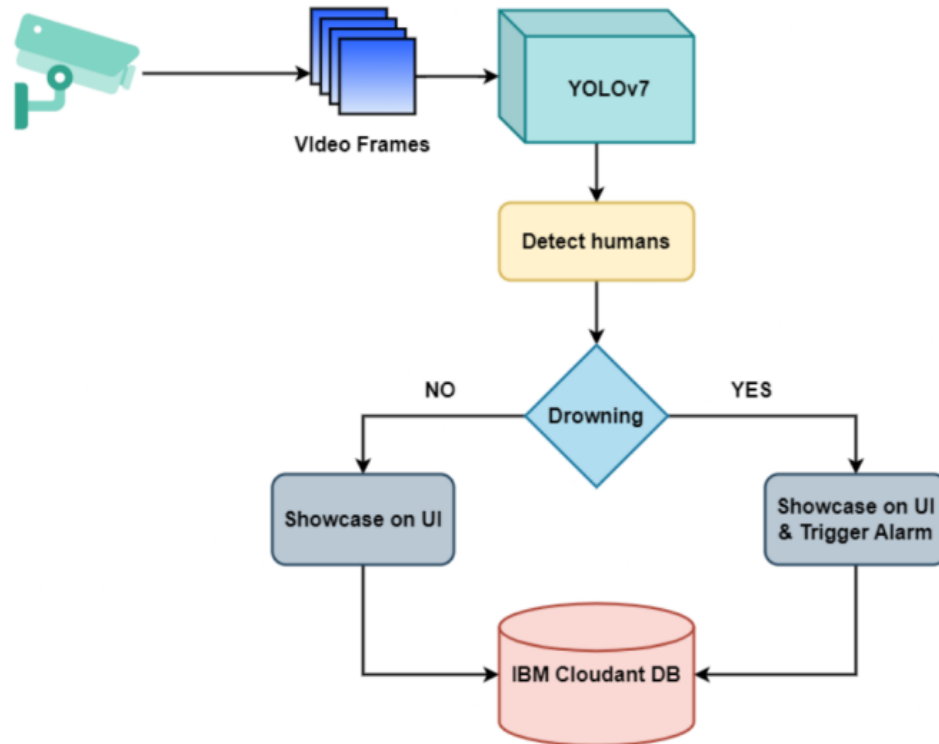 YOLOv7
VIdeo Frames
Detect humans
NO
YES
Drowning
Showcase on UI
Showcase on UI
& Trigger Alarm
IBM Cloudant DB